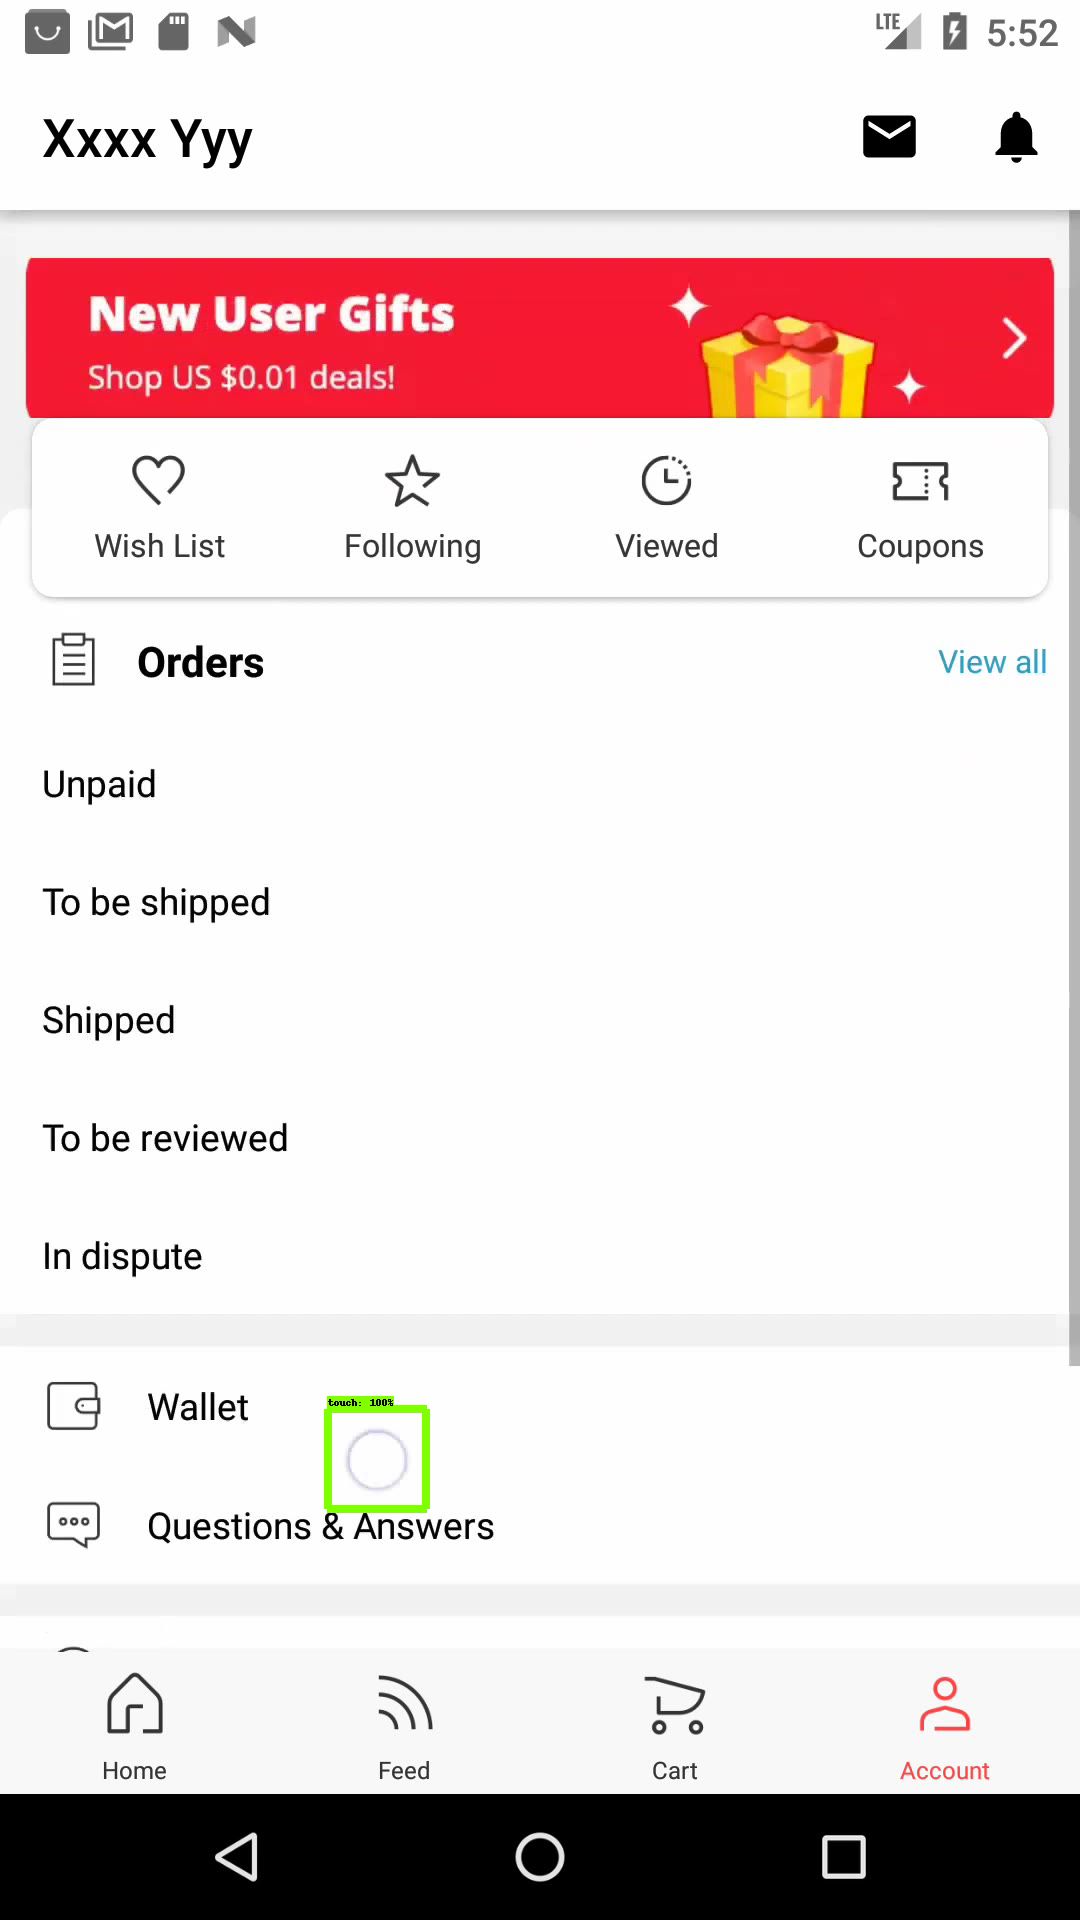 LTE 5:52
Xxxx Yyy
New User Gifts
Shop US $0.01 deals!
Wish List Following Viewed Coupons
Orders View all
Unpaid
To be shipped
Shipped
To be reviewed
In dispute
Wallet
touch: 100%
Questions & Answers
Home Feed Cart Account